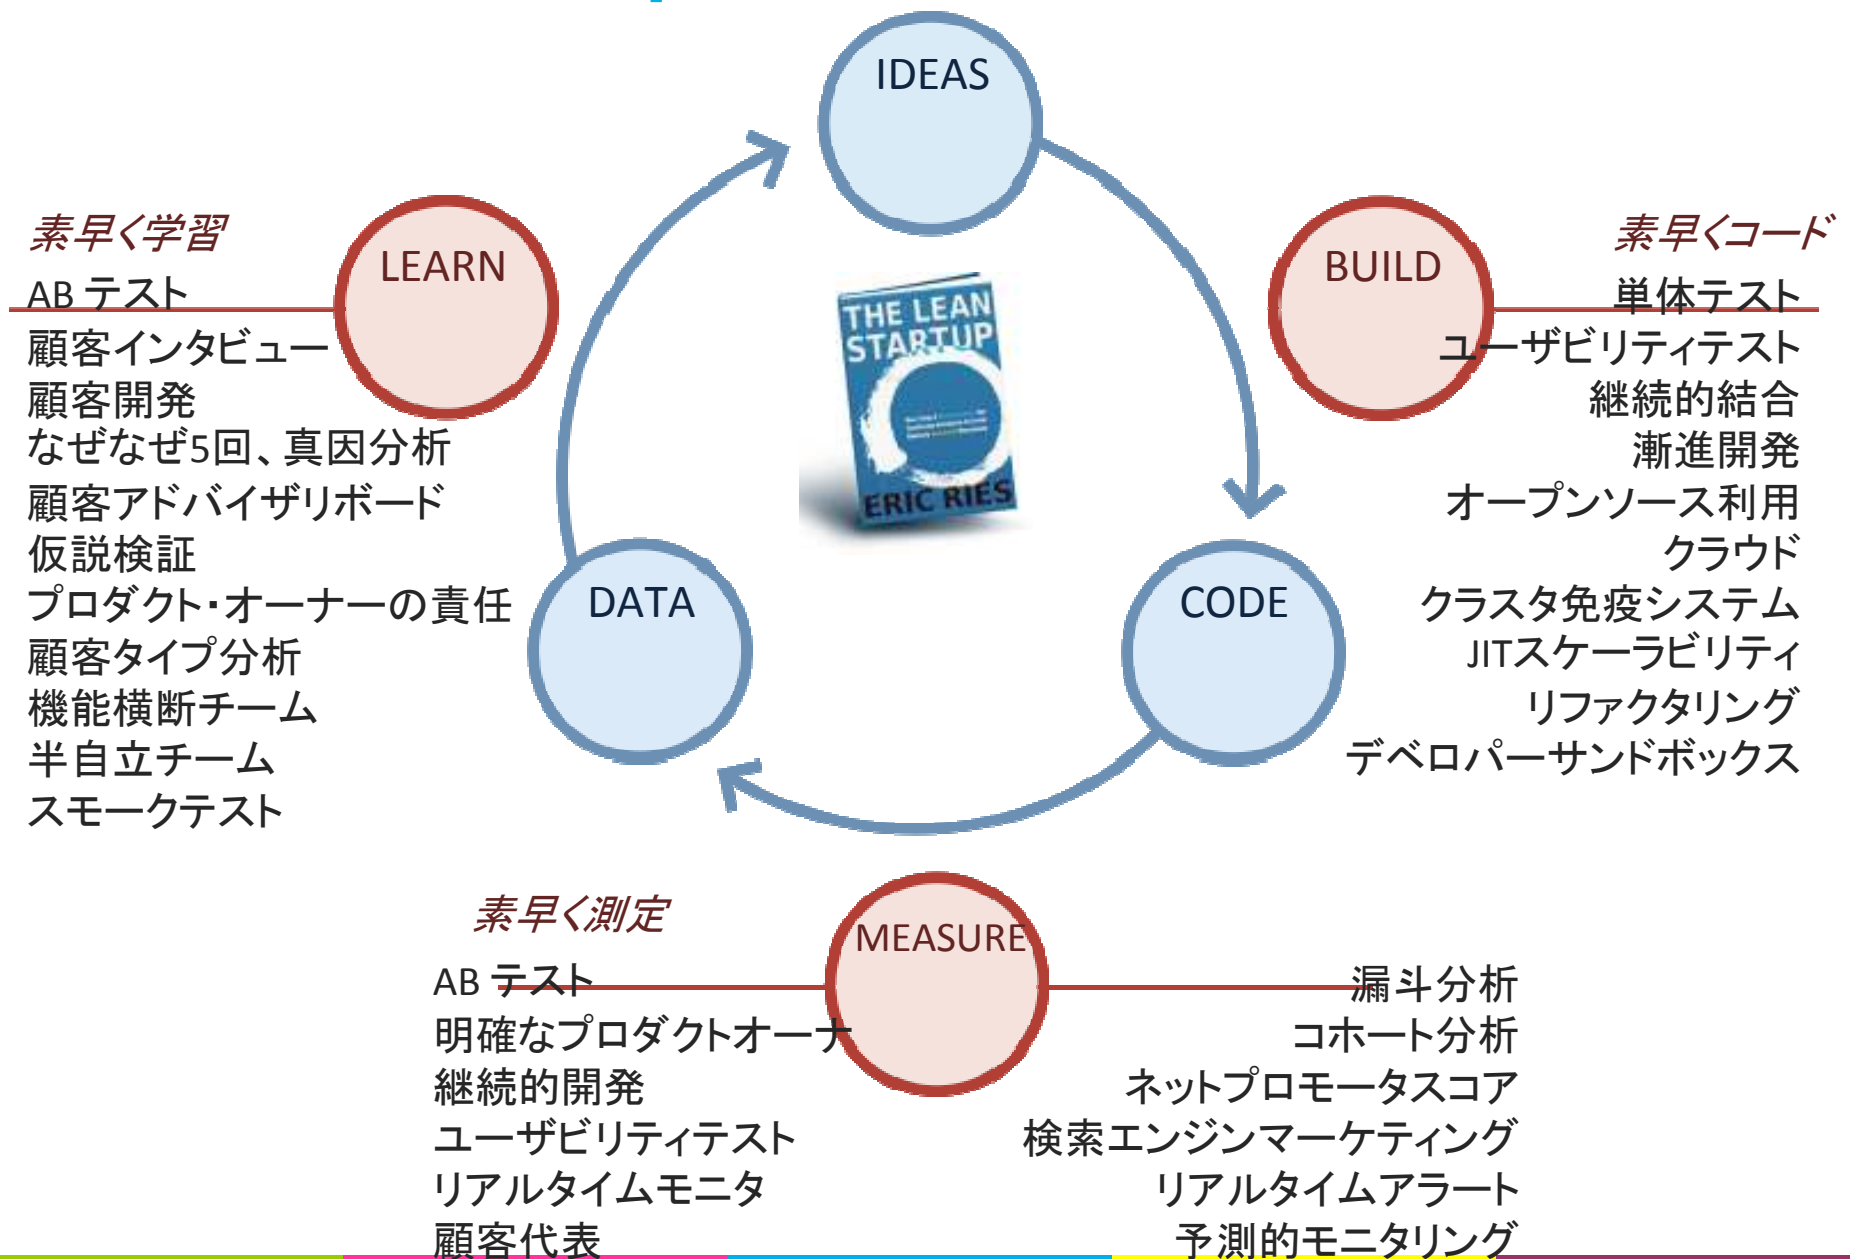 IDEAS
素早く学習
LEARN
AB テスト
顧客インタビュー
顧客開発
なぜなぜ5回、真因分析
顧客アドバイザリボード
仮説検証
プロダクト・オーナーの責任
顧客タイプ分析
機能横断チーム
半自立チーム
スモークテスト
THE LEAN
STARTUP
ERIC RIES
素早くコード
BUILD
単体テスト
ユーザビリティテスト
継続的結合
漸進開発
オープンソース利用
クラウド
クラスタ免疫システム
JITスケーラビリティ
リファクタリング
デベロパーサンドボックス
DATA
CODE
素早く測定
MEASURE
AB テスト
明確なプロダクトオーナ
継続的開発
ユーザビリティテスト
リアルタイムモニタ
顧客代表
漏斗分析
コホート分析
ネットプロモータスコア
検索エンジンマーケティング
リアルタイムアラート
予測的モニタリング